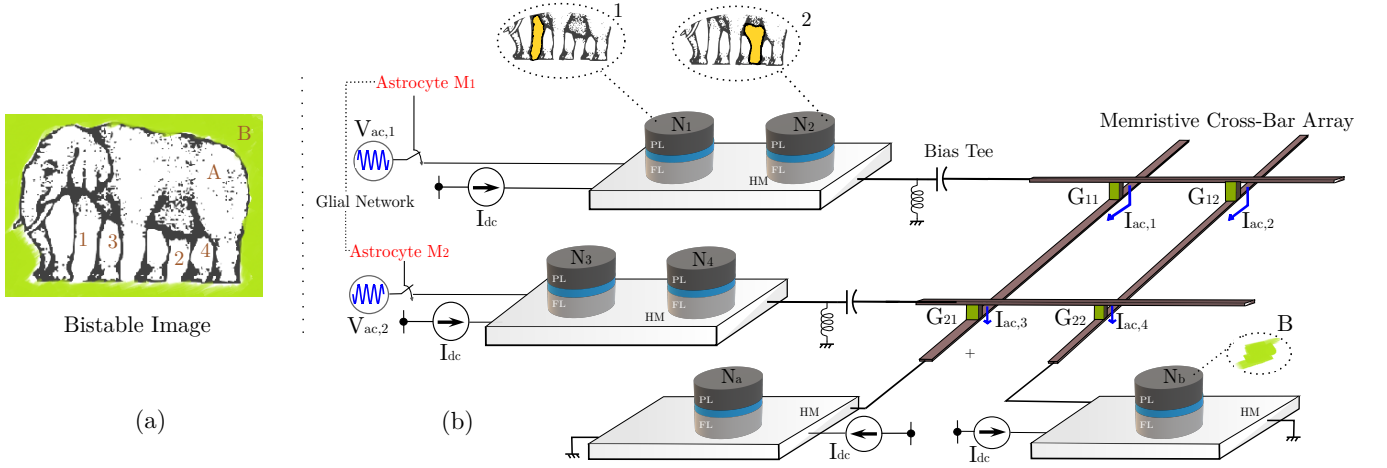 B
A
1
3
2
4
Bistable Image
(a)
1
2
Astrocyte M1
Vac,1
Glial Network
Idc
N1
PL
FL
N2
PL
FL
HM
Bias Tee
Memristive Cross-Bar Array
G11
Iac,1
G12
Iac,2
Astrocyte M2
Vac,2
Idc
N3
PL
FL
N4
PL
FL
HM
G21
Iac,3
G22
Iac,4
+
Na
PL
FL
HM
Idc
Idc
Nb
PL
FL
HM
B
(b)